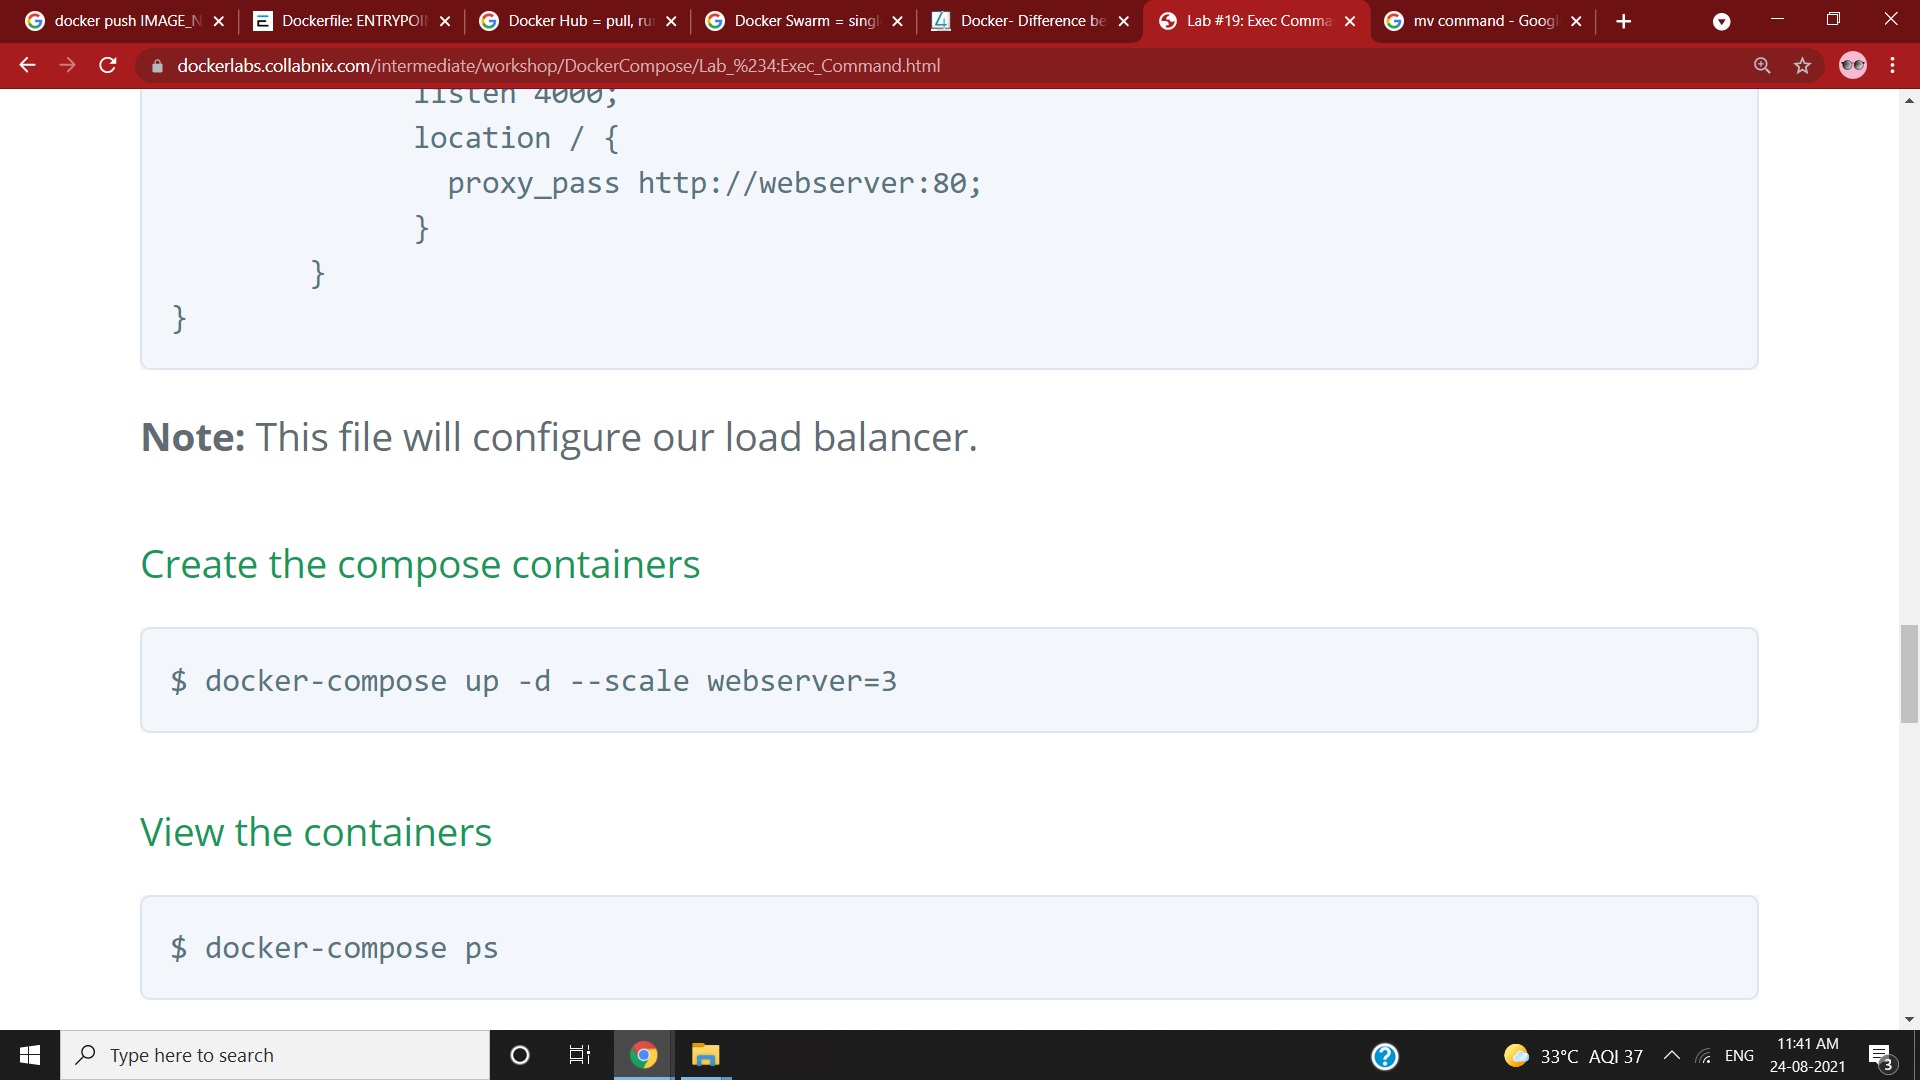 docker push IMAGE_N
Dockerfile: ENTRYPOI
Docker Hub = pull, ru
Docker Swarm = singl
Docker- Difference be
Lab #19: Exec Comma
mv command - Googl
dockerlabs.collabnix.com/intermediate/workshop/DockerCompose/Lab_%234:Exec_Command.html
listen 4000;
location / {
proxy_pass http://webserver:80;
}
}
}
Note: This file will configure our load balancer.
Create the compose containers
$ docker-compose up -d --scale webserver=3
View the containers
$ docker-compose ps
Type here to search
33°C AQI 37
ENG
11:41 AM
24-08-2021
3